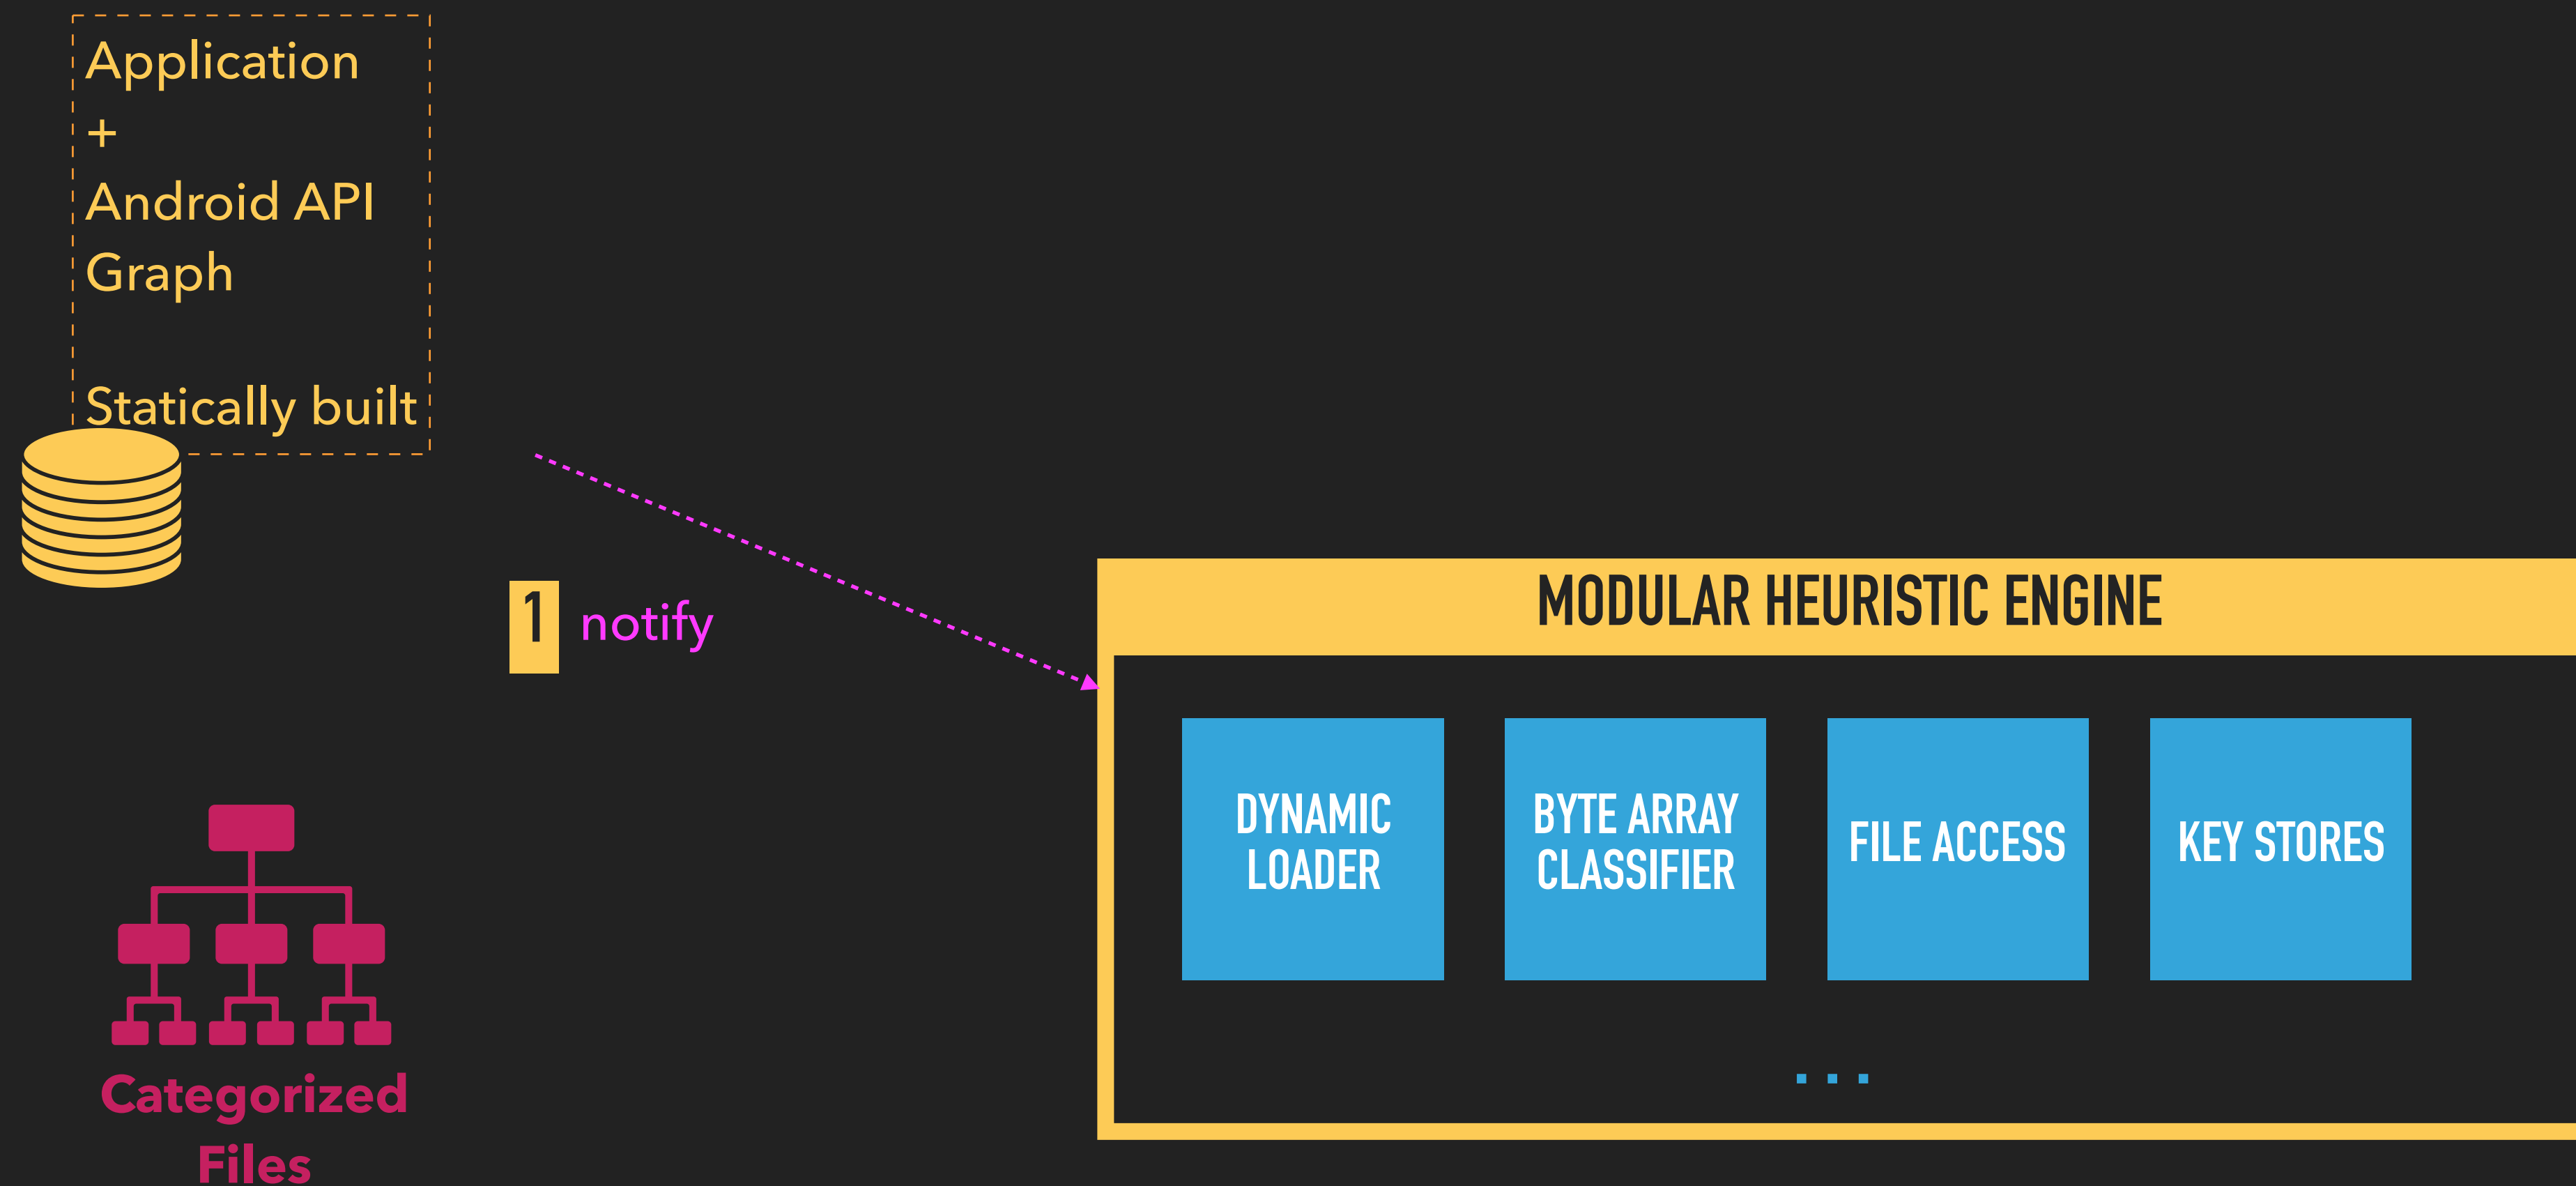 Application
+
Android API
Graph
Statically built
1 notify
MODULAR HEURISTIC ENGINE
DYNAMIC
LOADER
BYTE ARRAY
CLASSIFIER
FILE ACCESS
KEY STORES
...
Categorized
Files